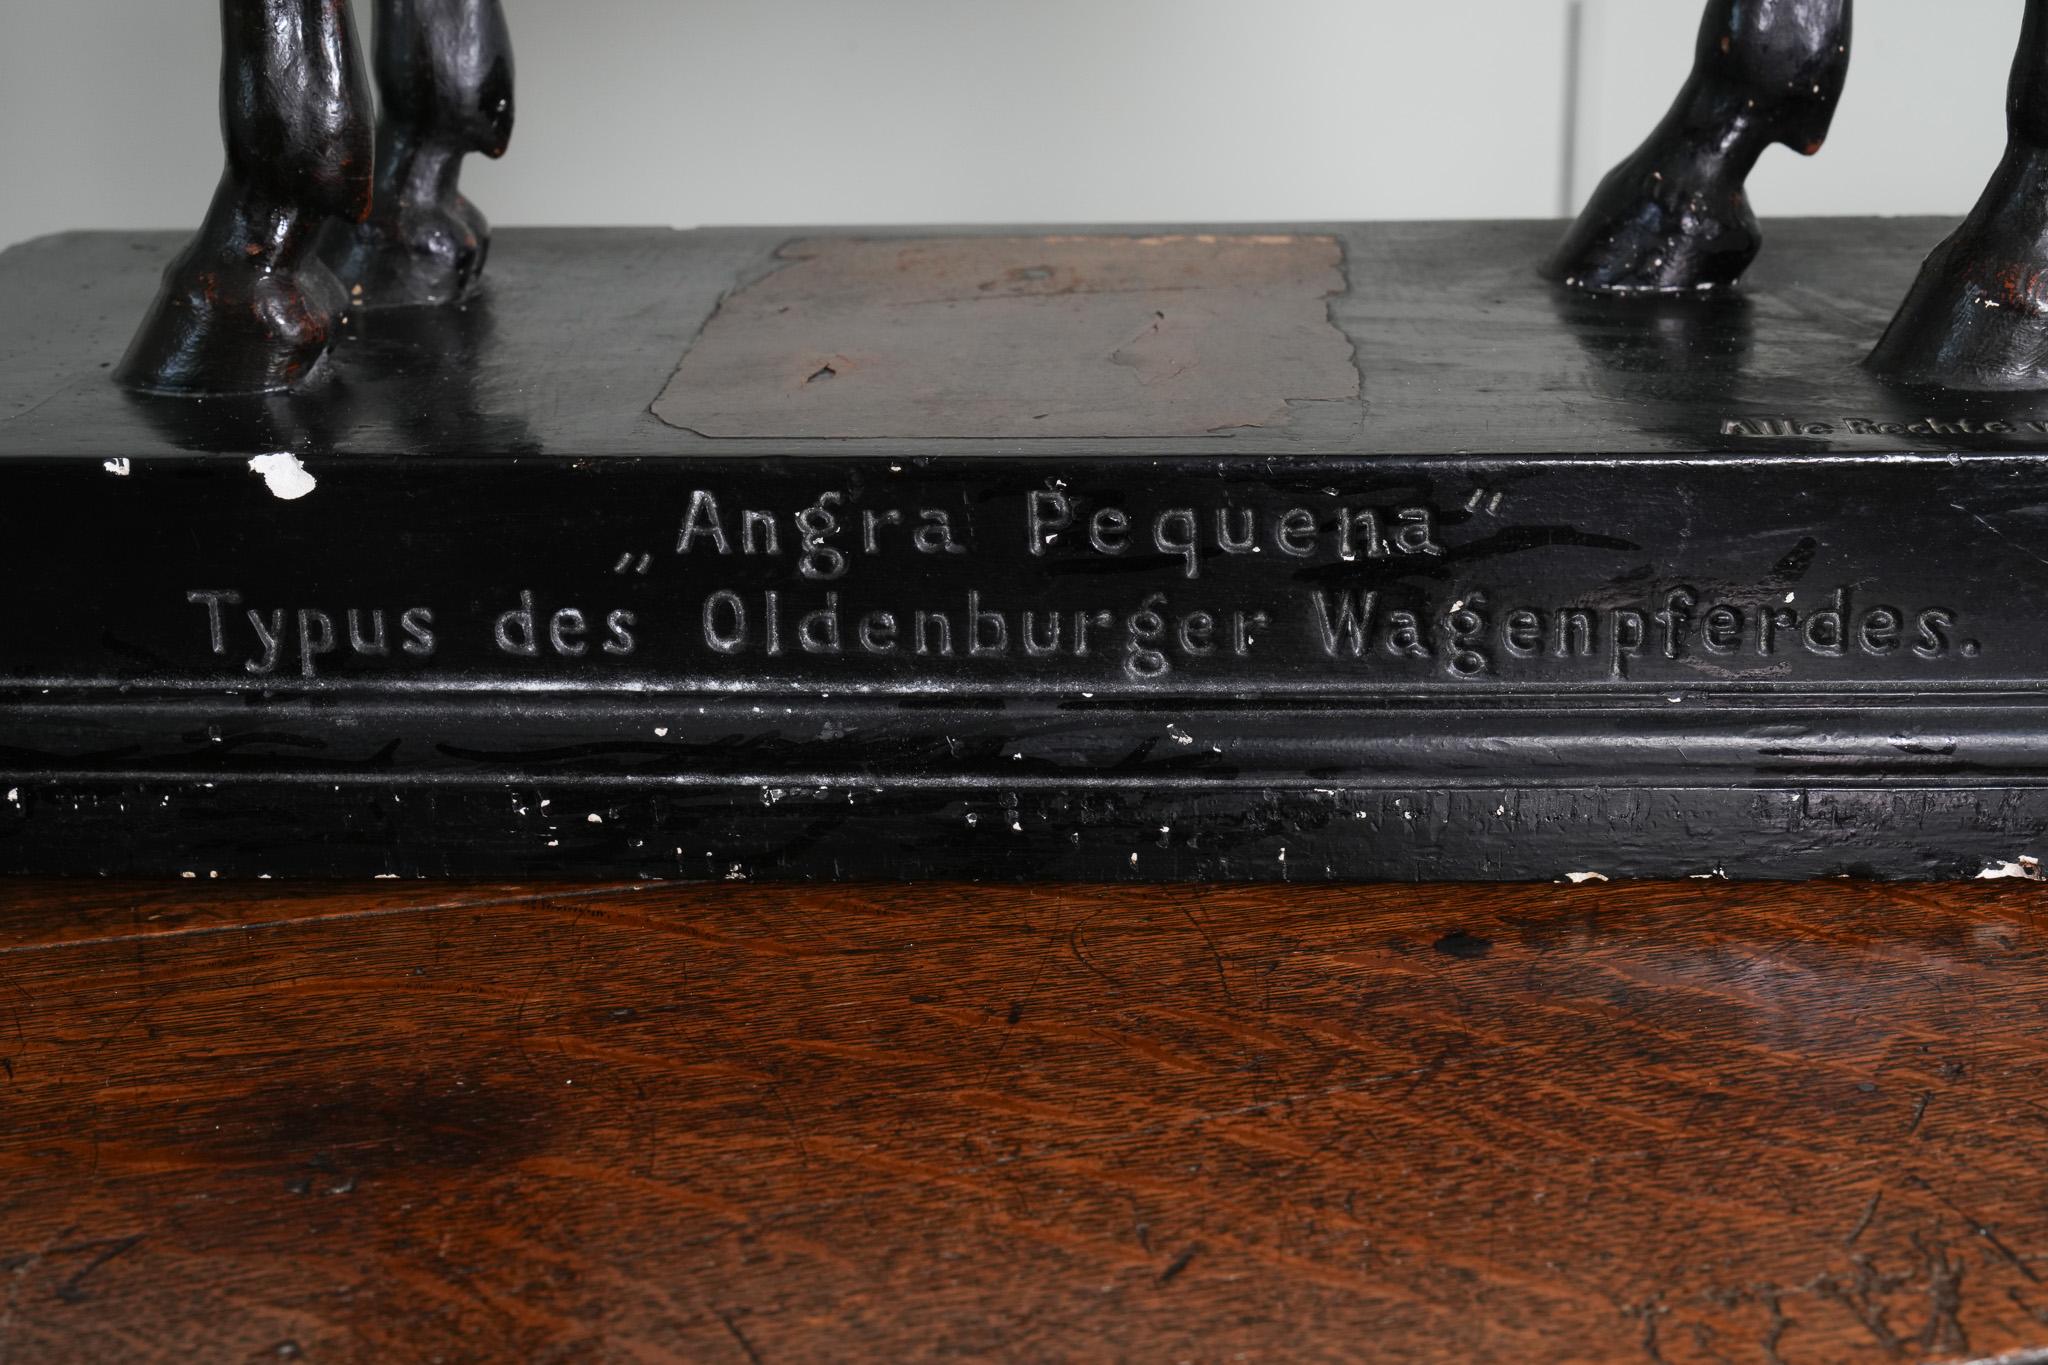 Alle Rechte
„Angra Pequena“
Typus des Oldenburger Wagenpferdes.